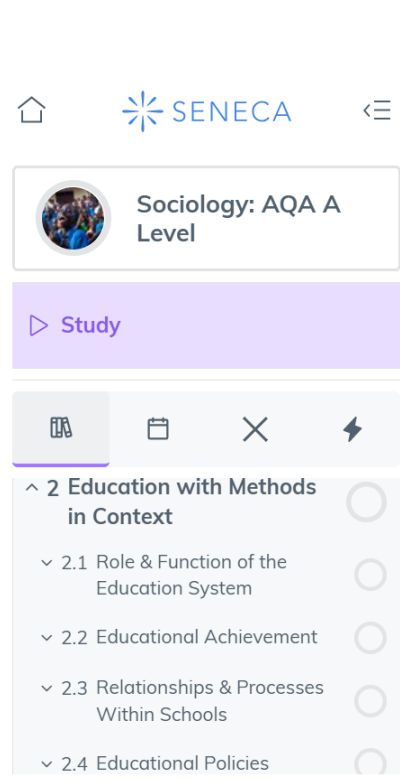 SENECA
Sociology: AQA A
Level
Study
2 Education with Methods
in Context
2.1 Role & Function of the
Education System
2.2 Educational Achievement
2.3 Relationships & Processes
Within Schools
2.4 Educational Policies